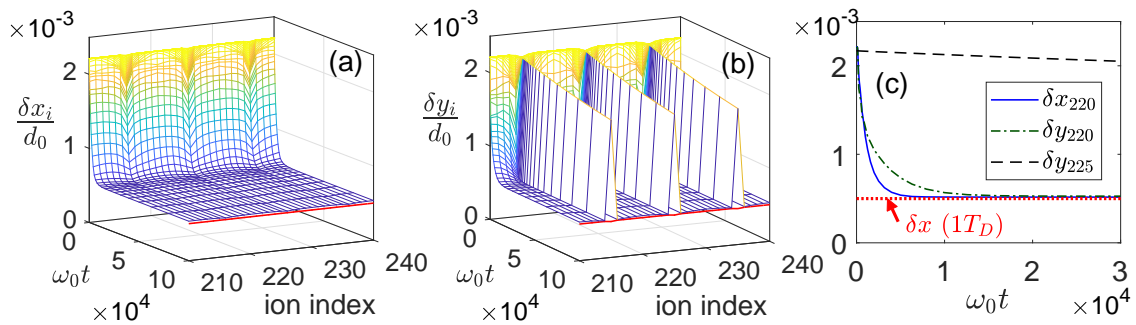 ×10⁻³
2
1
0
δx_i
d_0
(a)
0
5
10
ω_0t
×10⁴
210
220
230
240
ion index
×10⁻³
2
1
0
δy_i
d_0
(b)
0
5
10
ω_0t
×10⁴
210
220
230
240
ion index
×10⁻³
2
1
0
(c)
δx_220
δy_220
δy_225
δx (1T_D)
0
1
2
3
ω_0t
×10⁴